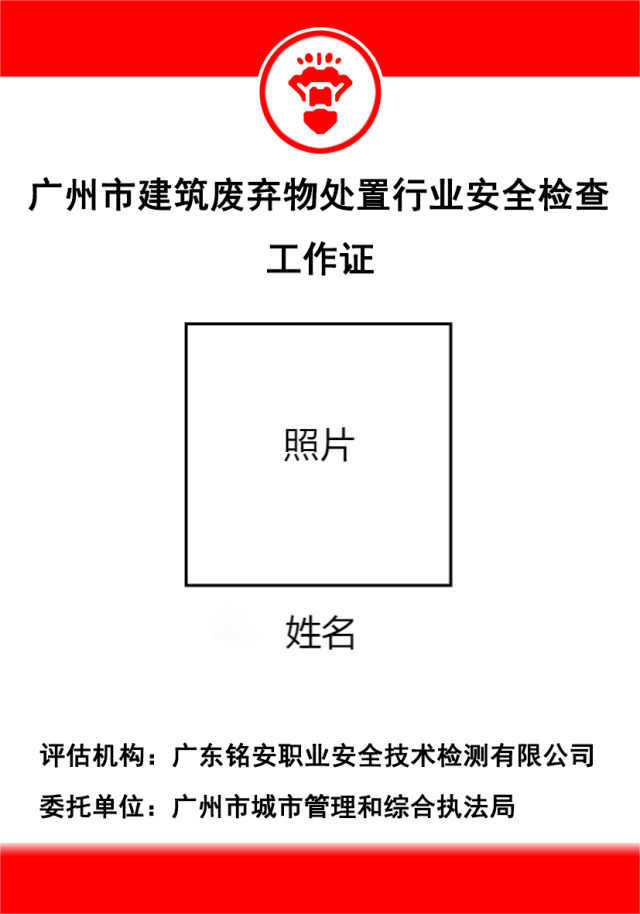 广州市建筑废弃物处置行业安全检查
工作证
照片
姓名
评估机构：广东铭安职业安全技术检测有限公司
委托单位：广州市城市管理和综合执法局